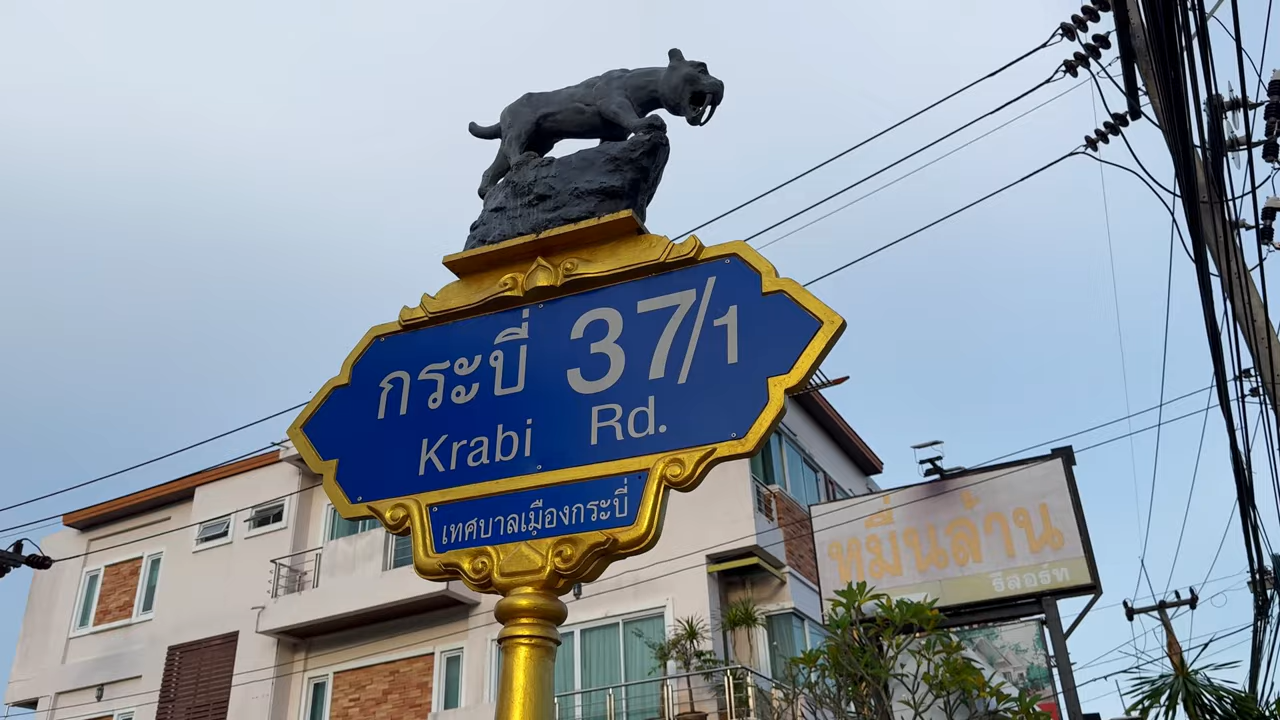 กระบี่ 37/1
Krabi Rd.
เทศบาลเมืองกระบี่
หมื่นล้าน
รีสอร์ท